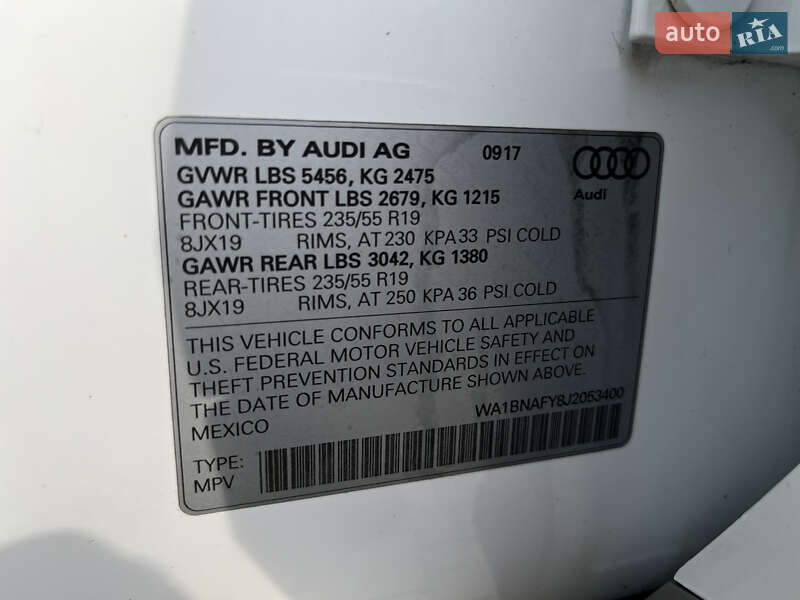 auto RIA
MFD. BY AUDI AG 0917
GVWR LBS 5456, KG 2475
GAWR FRONT LBS 2679, KG 1215
Audi
FRONT-TIRES 235/55 R19
8JX19 RIMS, AT 230 KPA 33 PSI COLD
GAWR REAR LBS 3042, KG 1380
REAR-TIRES 235/55 R19
8JX19 RIMS, AT 250 KPA 36 PSI COLD
THIS VEHICLE CONFORMS TO ALL APPLICABLE
U.S. FEDERAL MOTOR VEHICLE SAFETY AND
THEFT PREVENTION STANDARDS IN EFFECT ON
THE DATE OF MANUFACTURE SHOWN ABOVE.
MEXICO WA1BNAFY8J2053400
TYPE:
MPV